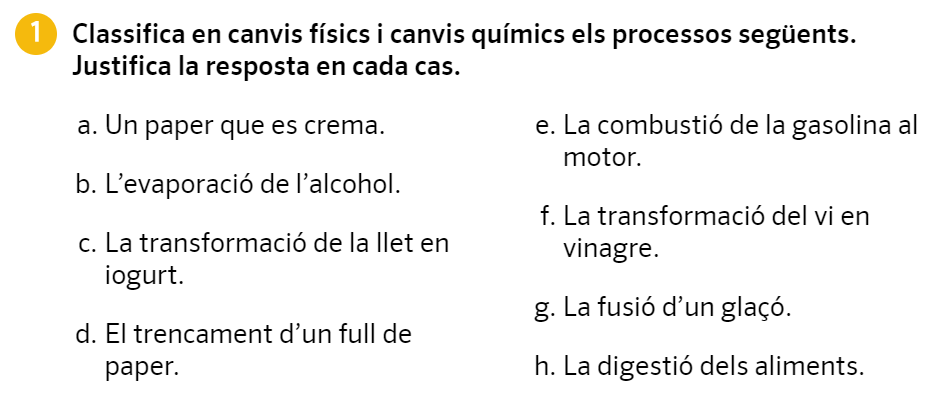 1 Classifica en canvis físics i canvis químics els processos següents.
Justifica la resposta en cada cas.
a. Un paper que es crema.
b. L’evaporació de l’alcohol.
c. La transformació de la llet en
iogurt.
d. El trencament d’un full de
paper.
e. La combustió de la gasolina al
motor.
f. La transformació del vi en
vinagre.
g. La fusió d’un glaçó.
h. La digestió dels aliments.